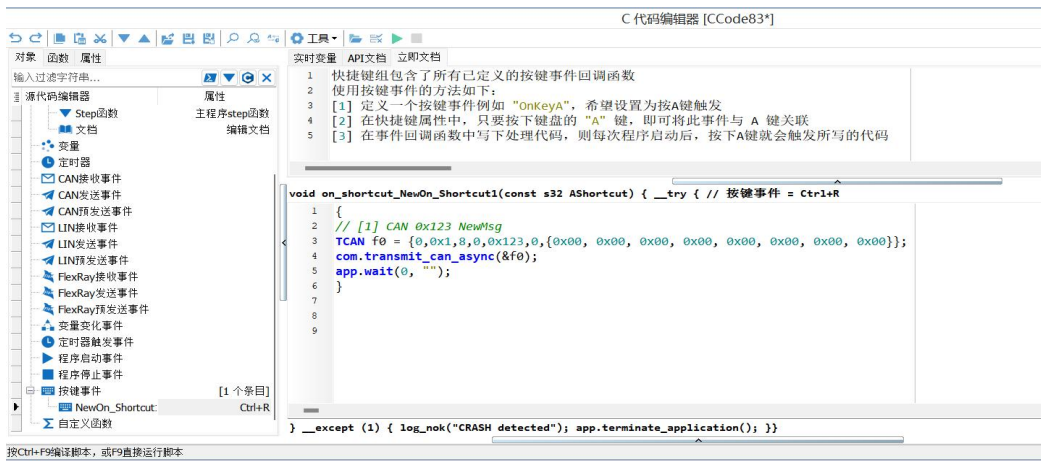 C 代码编辑器 [CCode83*]
工具
对象 函数 属性
输入过滤字符串...
源代码编辑器 属性
Step函数 主程序step函数
文档 编辑文档
变量
定时器
CAN接收事件
CAN发送事件
CAN预发送事件
LIN接收事件
LIN发送事件
LIN预发送事件
FlexRay接收事件
FlexRay发送事件
FlexRay预发送事件
变量变化事件
定时器触发事件
程序启动事件
程序停止事件
按键事件 [1 个条目]
NewOn_Shortcut: Ctrl+R
自定义函数
实时变量 API文档 立即文档
1 快捷键组包含了所有已定义的按键事件回调函数
2 使用按键事件的方法如下:
3 [1] 定义一个按键事件例如 "OnKeyA", 希望设置为按A键触发
4 [2] 在快捷键属性中, 只要按下键盘的 "A" 键, 即可将此事件与 A 键关联
5 [3] 在事件回调函数中写下处理代码, 则每次程序启动后, 按下A键就会触发所写的代码
void on_shortcut_NewOn_Shortcut1(const s32 AShortcut) { __try { // 按键事件 = Ctrl+R
1 {
2 // [1] CAN 0x123 NewMsg
3 TCAN f0 = {0,0x1,8,0,0x123,0,{0x00, 0x00, 0x00, 0x00, 0x00, 0x00, 0x00, 0x00}};
4 com.transmit_can_async(&f0);
5 app.wait(0, "");
6 }
7
8
9
} __except (1) { log_nok("CRASH detected"); app.terminate_application(); }}
按Ctrl+F9编译脚本，或F9直接运行脚本